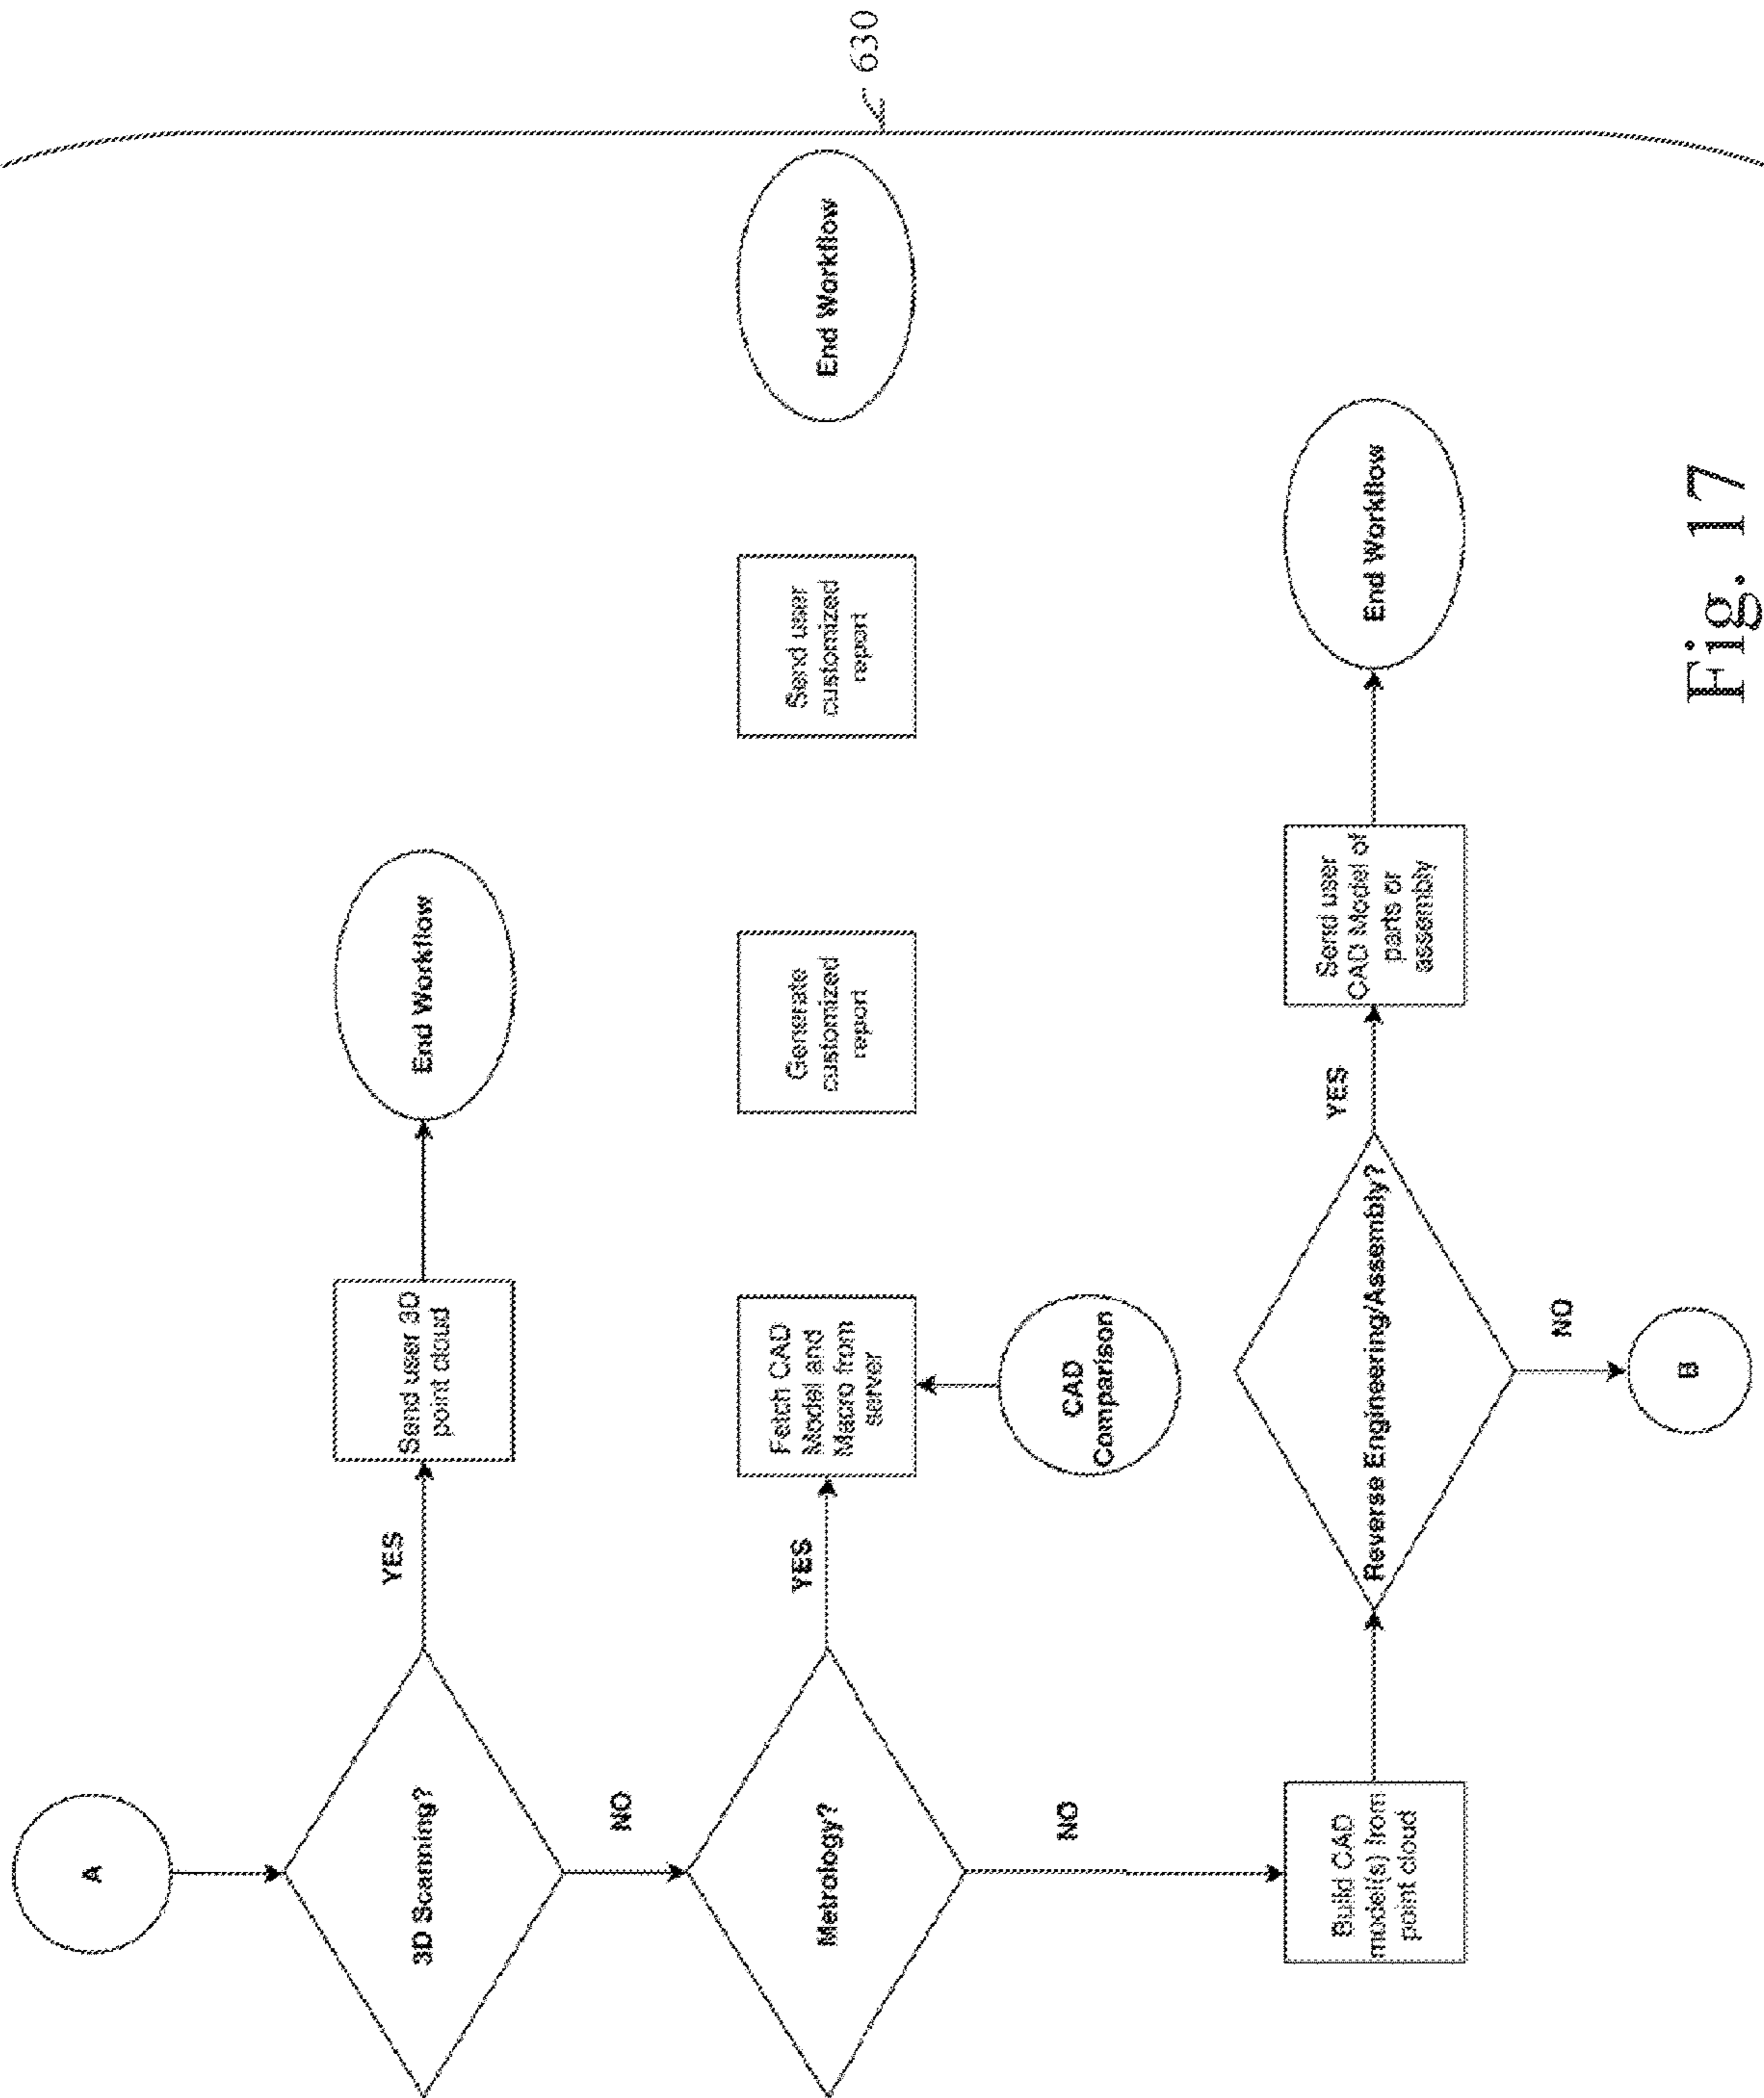 A
3D Scanning?
YES
Send user 3D
point cloud
End Workflow
NO
Metrology?
YES
Fetch CAD
Model and
Macro from
server
CAD
Comparison
Generate
customized
report
Send user
customized
report
End Workflow
NO
Build CAD
model(s) from
point cloud
Reverse Engineering/Assembly?
YES
Send user
CAD Model of
parts or
assembly
End Workflow
NO
B
630
Fig. 17